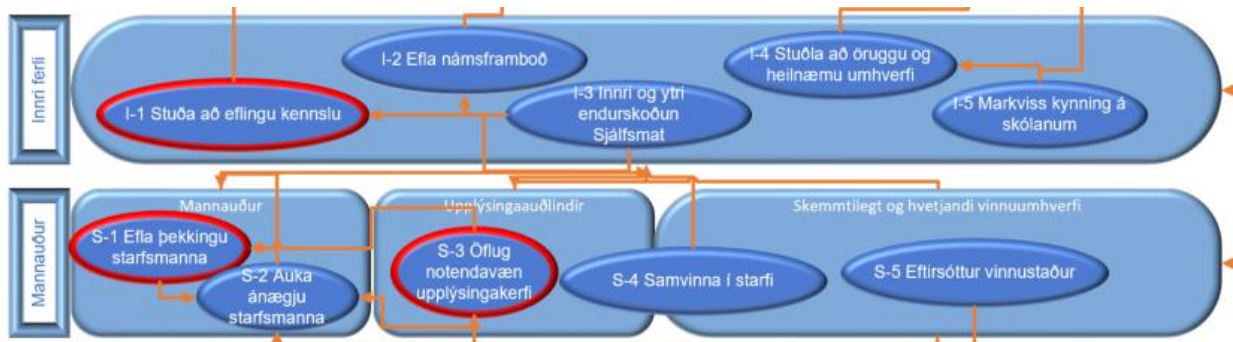 Innri ferli
I-2 Efla námsframboð
I-4 Stuðla að öruggu og
heilnæmu umhverfi
I-1 Stuða að eflingu kennslu
I-3 Innri og ytri
endurskoðun
Sjálfsmat
I-5 Markviss kynning á
skólanum
Mannauður
Mannauður
Upplýsingaauðlindir
Skemmtilegt og hvetjandi vinnuumhverfi
S-1 Efla þekkingu
starfsmanna
S-2 Auka
ánægju
starfsmanna
S-3 Öflug
notendavæn
upplýsingakerfi
S-4 Samvinna í starfi
S-5 Eftirsóttur vinnustaður